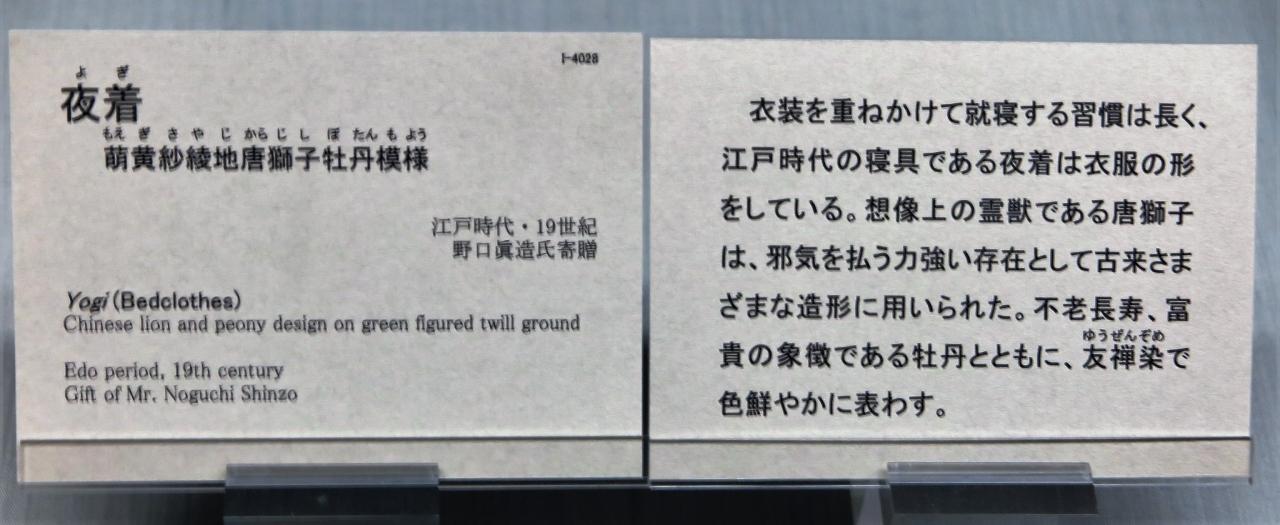 I-4028
よぎ
夜着
もえぎさやじからじしぼたんもよう
萌黄紗綾地唐獅子牡丹模様
江戸時代・19世紀
野口眞造氏寄贈
Yogi (Bedclothes)
Chinese lion and peony design on green figured twill ground
Edo period, 19th century
Gift of Mr. Noguchi Shinzo
衣装を重ねかけて就寝する習慣は長く、
江戸時代の寝具である夜着は衣服の形
をしている。想像上の霊獣である唐獅子
は、邪気を払う力強い存在として古来さま
ざまな造形に用いられた。不老長寿、富
ゆうぜんぞめ
貴の象徴である牡丹とともに、友禅染で
色鮮やかに表わす。